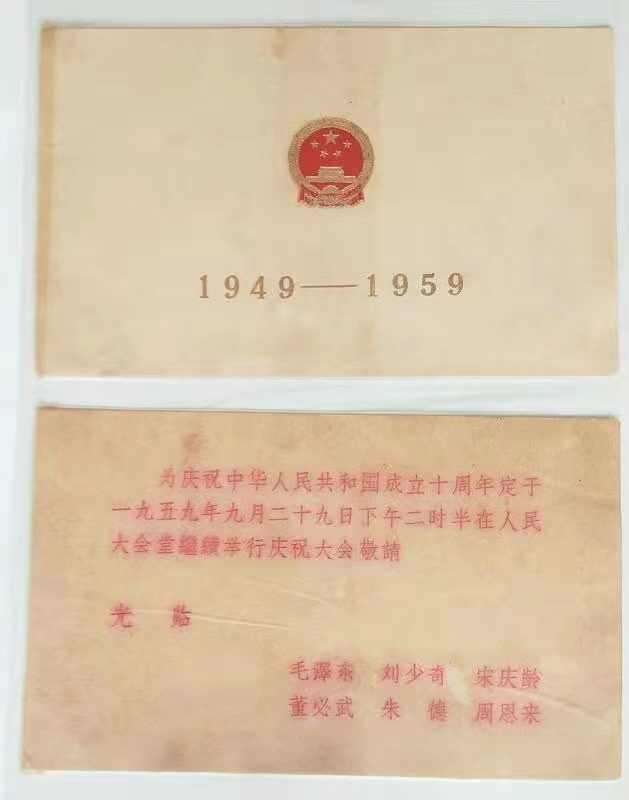 1949——1959
为庆祝中华人民共和国成立十周年定于
一九五九年九月二十九日下午二时半在人民
大会堂繼續举行庆祝大会敬請
光　临
毛泽东　刘少奇　宋庆龄
董必武　朱　德　周恩来